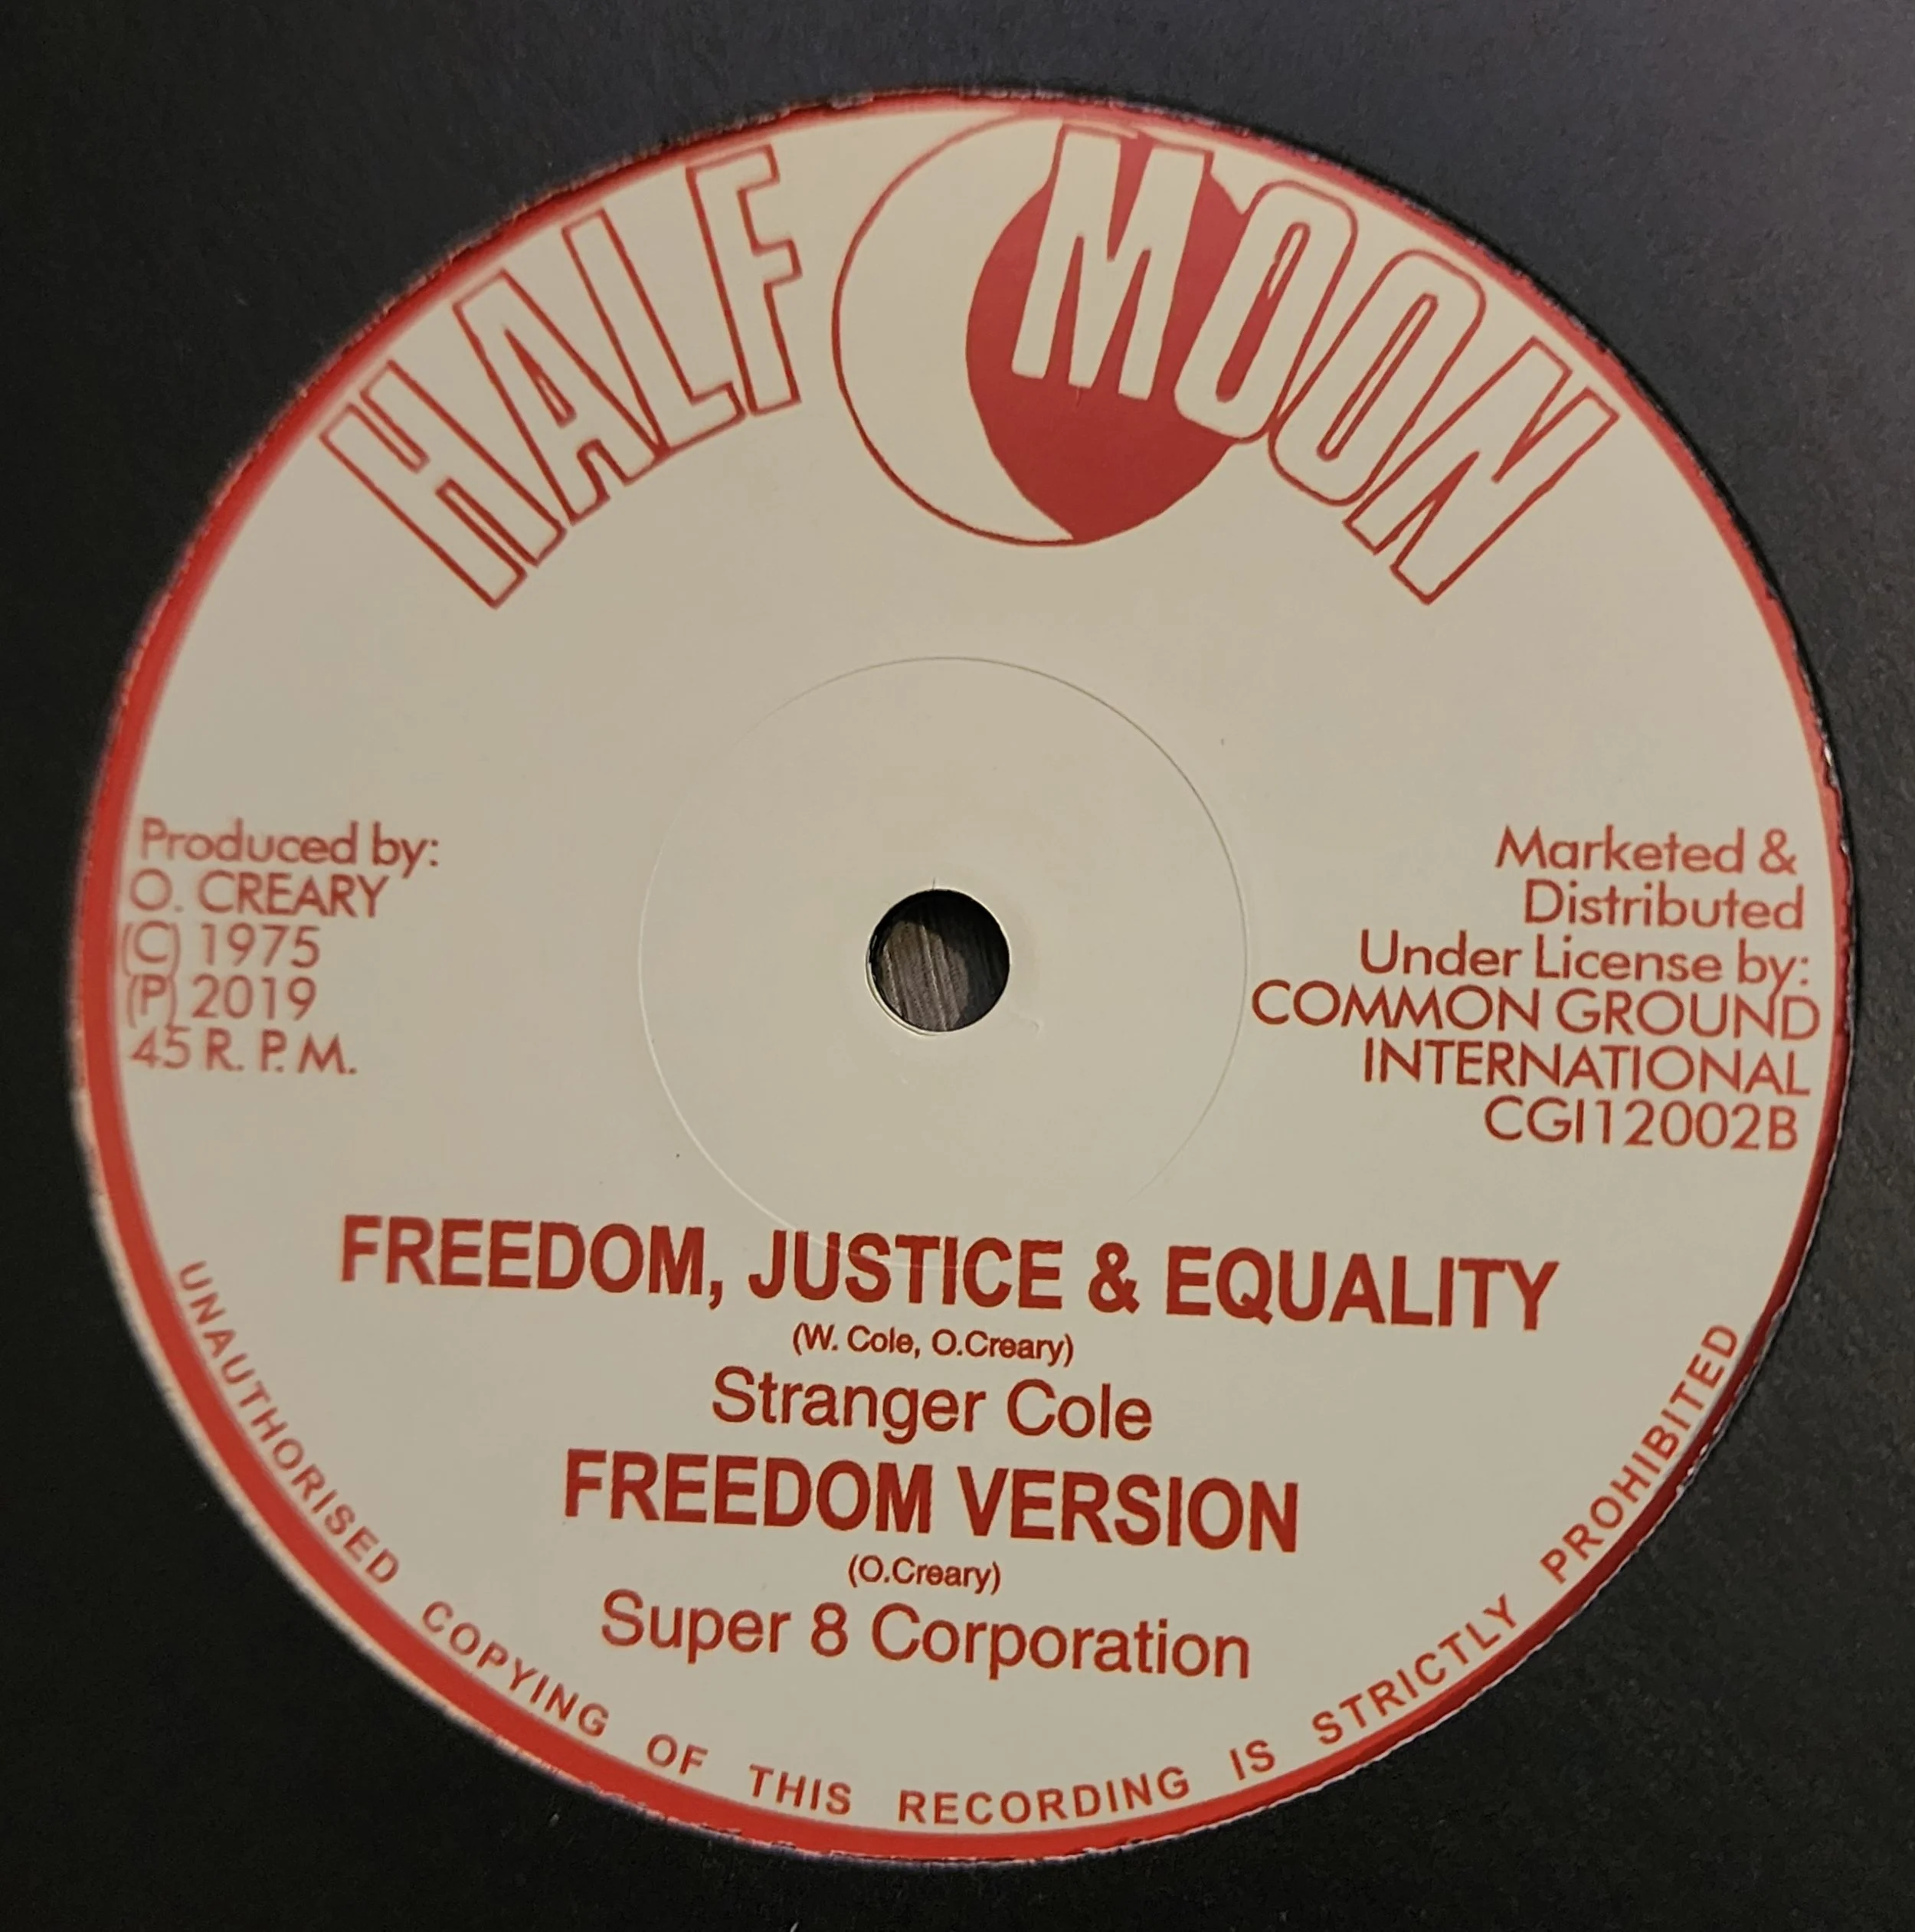 HALF MOON
Produced by:
O. CREARY
(C) 1975
(P) 2019
45 R. P. M.
Marketed &
Distributed
Under License by:
COMMON GROUND
INTERNATIONAL
CGI12002B
FREEDOM, JUSTICE & EQUALITY
(W. Cole, O.Creary)
Stranger Cole
FREEDOM VERSION
(O.Creary)
Super 8 Corporation
UNAUTHORISED COPYING OF THIS RECORDING IS STRICTLY PROHIBITED